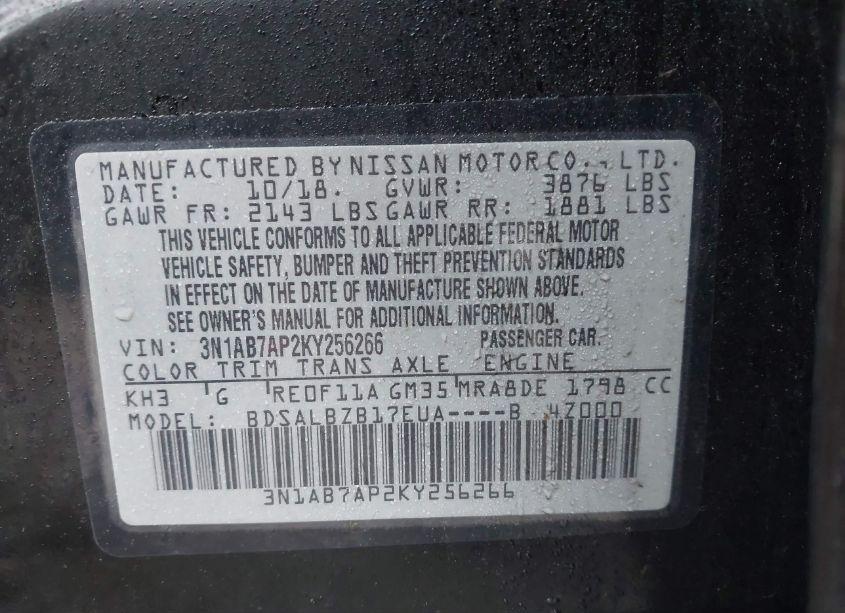 MANUFACTURED BY NISSAN MOTOR CO., LTD.
DATE: 10/18. GVWR: 3876 LBS
GAWR FR: 2143 LBS GAWR RR: 1881 LBS
THIS VEHICLE CONFORMS TO ALL APPLICABLE FEDERAL MOTOR
VEHICLE SAFETY, BUMPER AND THEFT PREVENTION STANDARDS
IN EFFECT ON THE DATE OF MANUFACTURE SHOWN ABOVE.
SEE OWNER'S MANUAL FOR ADDITIONAL INFORMATION.
VIN: 3N1AB7AP2KY256266 PASSENGER CAR.
COLOR TRIM TRANS AXLE ENGINE
KH3 G RE0F11A GM35 MRA8DE 1798 CC
MODEL: BDSALBZB17EUA----B 4Z000
3N1AB7AP2KY256266